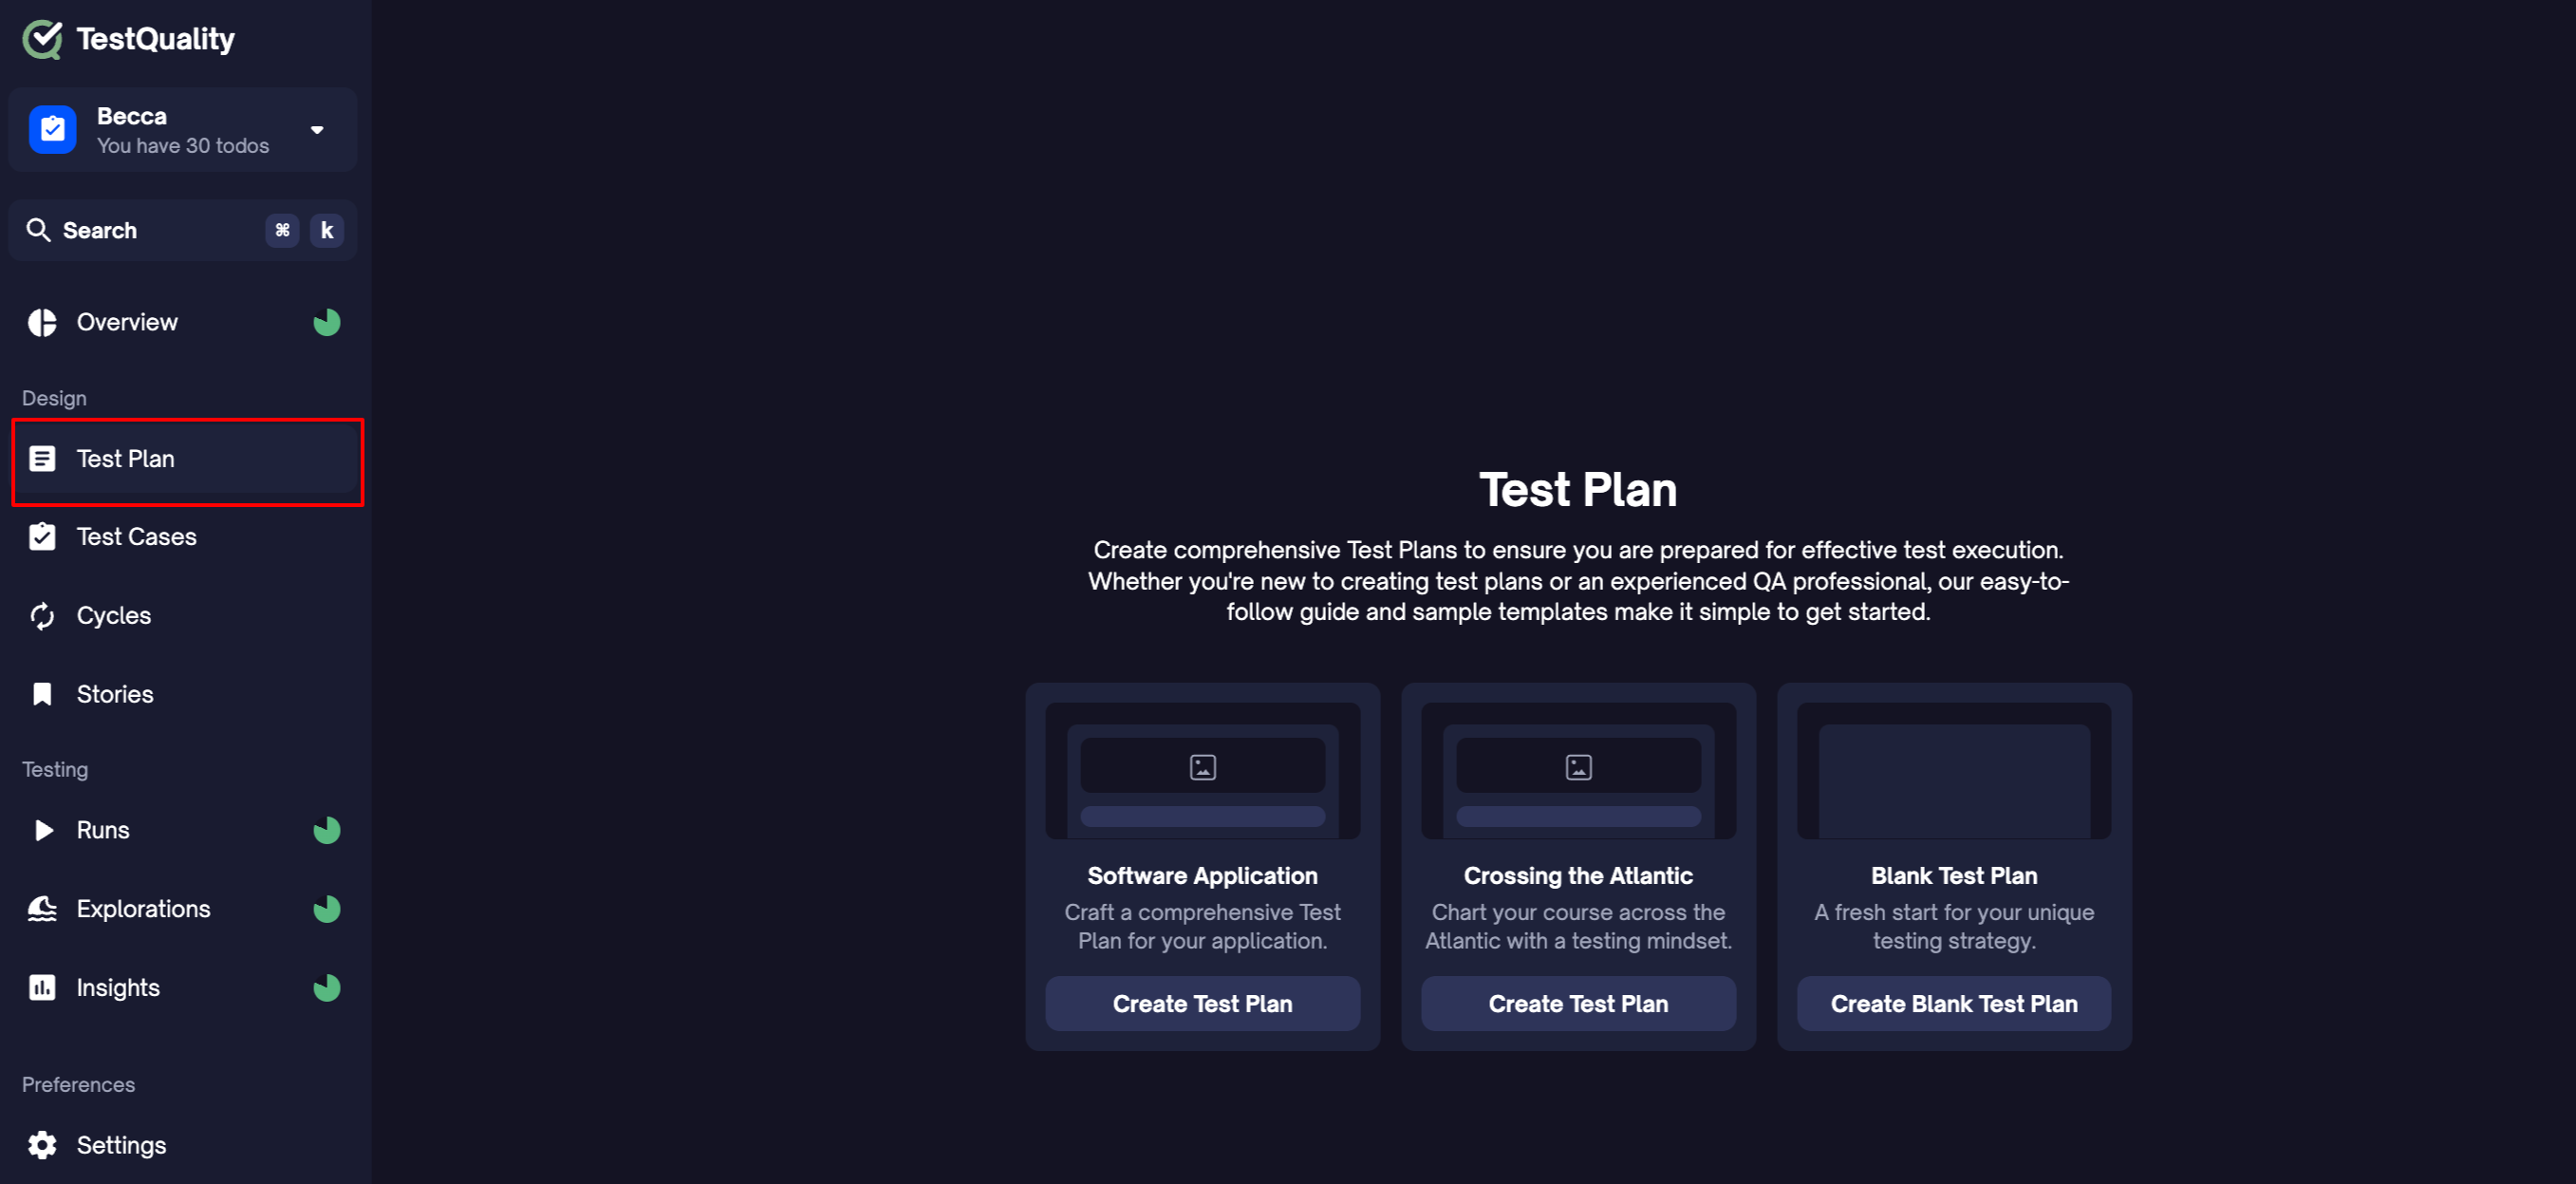 TestQuality
Becca
You have 30 todos
Search ⌘ k
Overview
Design
Test Plan
Test Cases
Cycles
Stories
Testing
Runs
Explorations
Insights
Preferences
Settings
Test Plan
Create comprehensive Test Plans to ensure you are prepared for effective test execution.
Whether you're new to creating test plans or an experienced QA professional, our easy-to-
follow guide and sample templates make it simple to get started.
Software Application
Craft a comprehensive Test
Plan for your application.
Create Test Plan
Crossing the Atlantic
Chart your course across the
Atlantic with a testing mindset.
Create Test Plan
Blank Test Plan
A fresh start for your unique
testing strategy.
Create Blank Test Plan